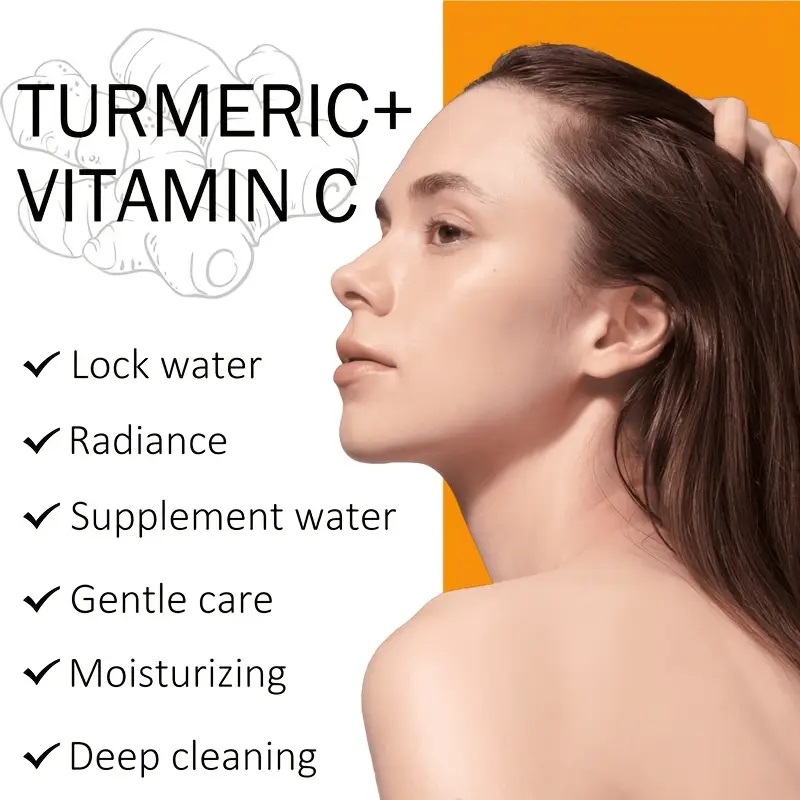 TURMERIC+
VITAMIN C
Lock water
Radiance
Supplement water
Gentle care
Moisturizing
Deep cleaning